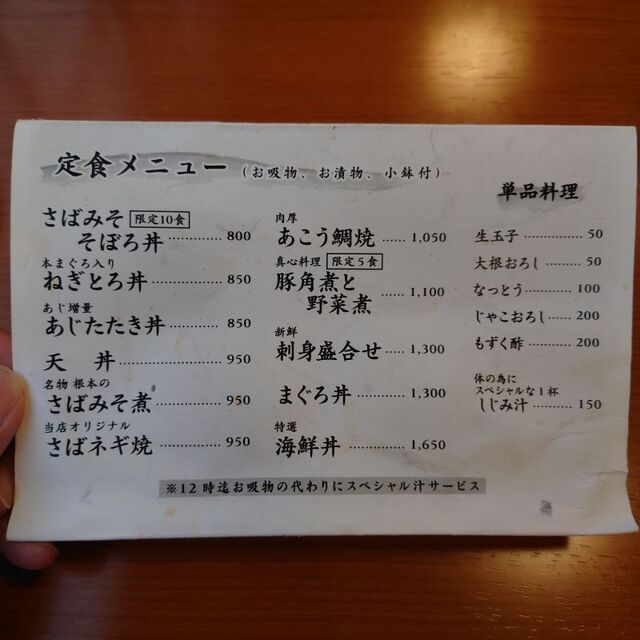 定食メニュー（お吸物、お漬物、小鉢付）
さばみそ 限定10食
そぼろ丼 ………… 800
本まぐろ入り
ねぎとろ丼 ………… 850
あじ増量
あじたたき丼 ………… 850
天 丼 ………… 950
名物 根本の
さばみそ煮 ………… 950
当店オリジナル
さばネギ焼 ………… 950
肉厚
あこう鯛焼 …… 1,050
真心料理 限定5食
豚角煮と
野菜煮 …… 1,100
新鮮
刺身盛合せ …… 1,300
まぐろ丼 …… 1,300
特選
海鮮丼 …… 1,650
単品料理
生玉子 ………… 50
大根おろし …… 50
なっとう ……… 100
じゃこおろし …… 200
もずく酢 ……… 200
体の為に
スペシャルな1杯
しじみ汁 ……… 150
※12時迄お吸物の代わりにスペシャル汁サービス